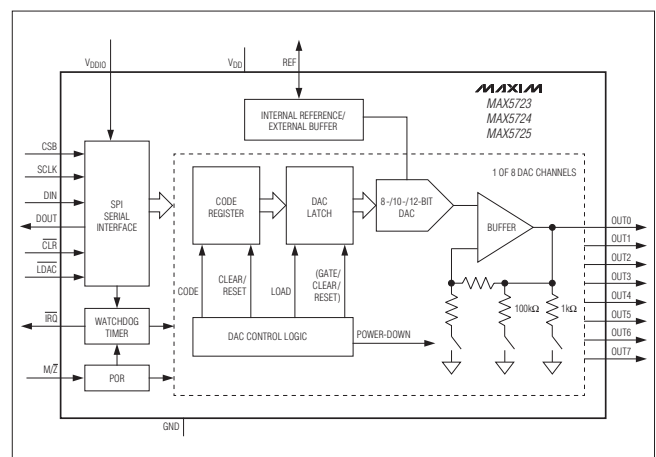 VDDIO
VDD
REF
MAXIM
MAX5723
MAX5724
MAX5725
INTERNAL REFERENCE/
EXTERNAL BUFFER
1 OF 8 DAC CHANNELS
CSB
SCLK
DIN
DOUT
CLR
LDAC
SPI
SERIAL
INTERFACE
CODE
REGISTER
DAC
LATCH
8-/10-/12-BIT
DAC
BUFFER
OUT0
OUT1
OUT2
OUT3
OUT4
OUT5
OUT6
OUT7
CODE
CLEAR/
RESET
LOAD
(GATE/
CLEAR/
RESET)
100kΩ
1kΩ
IRQ
WATCHDOG
TIMER
DAC CONTROL LOGIC
POWER-DOWN
M/Z
POR
GND